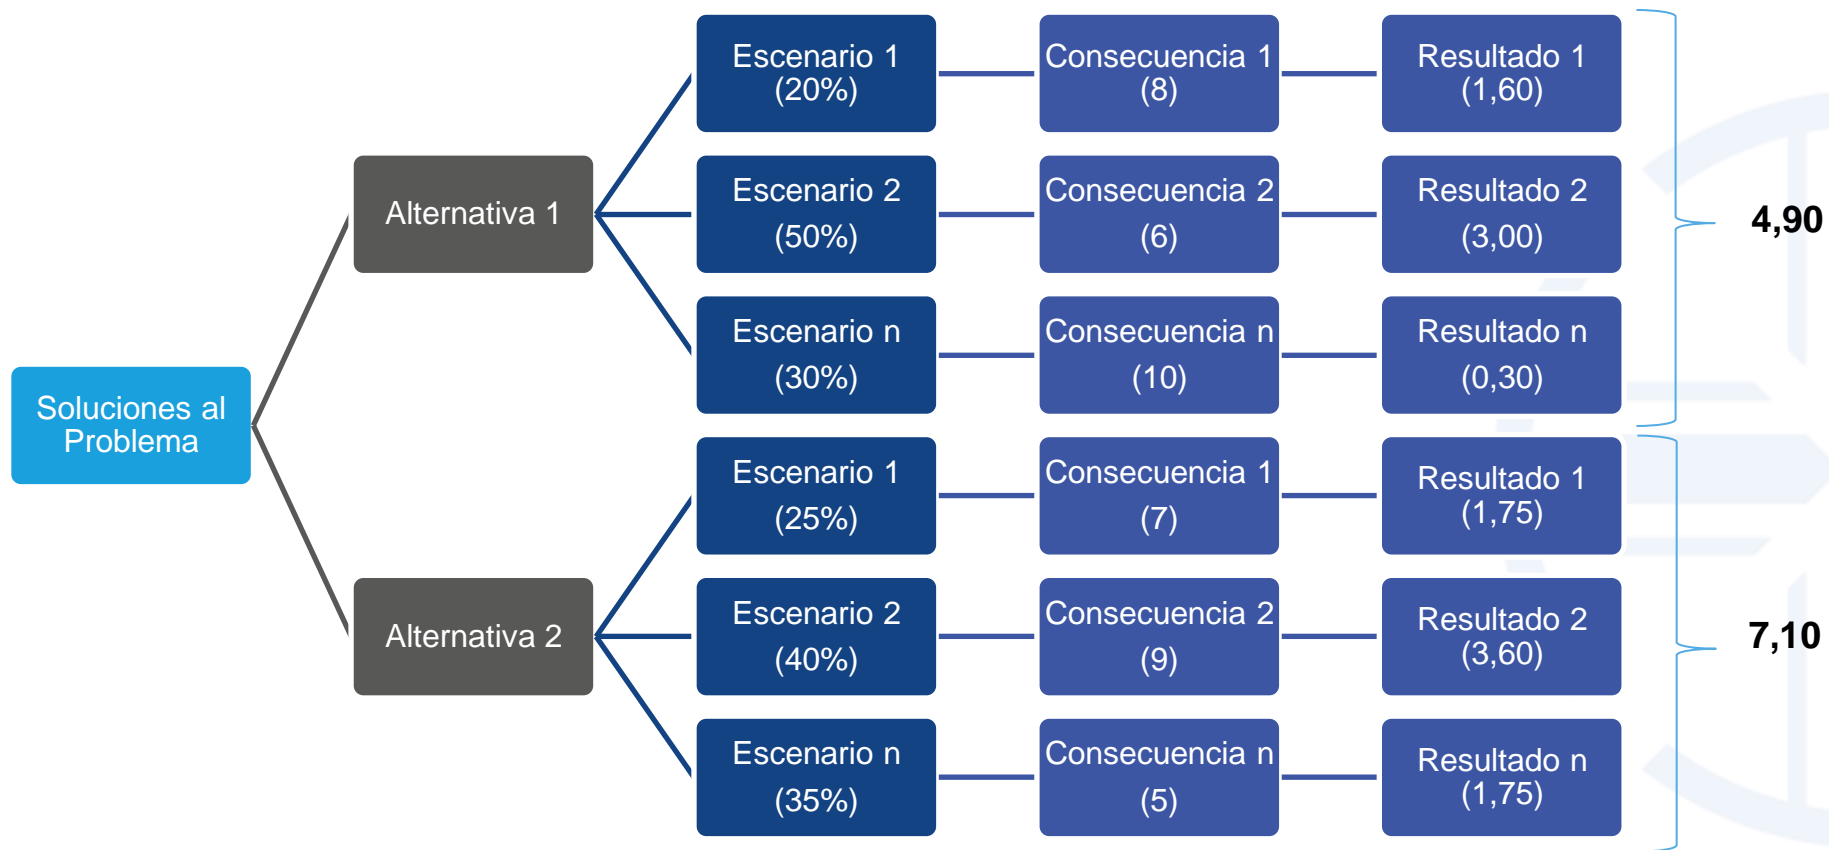 Soluciones al
Problema
Alternativa 1
Escenario 1
(20%)
Consecuencia 1
(8)
Resultado 1
(1,60)
Escenario 2
(50%)
Consecuencia 2
(6)
Resultado 2
(3,00)
Escenario n
(30%)
Consecuencia n
(10)
Resultado n
(0,30)
4,90
Alternativa 2
Escenario 1
(25%)
Consecuencia 1
(7)
Resultado 1
(1,75)
Escenario 2
(40%)
Consecuencia 2
(9)
Resultado 2
(3,60)
Escenario n
(35%)
Consecuencia n
(5)
Resultado n
(1,75)
7,10